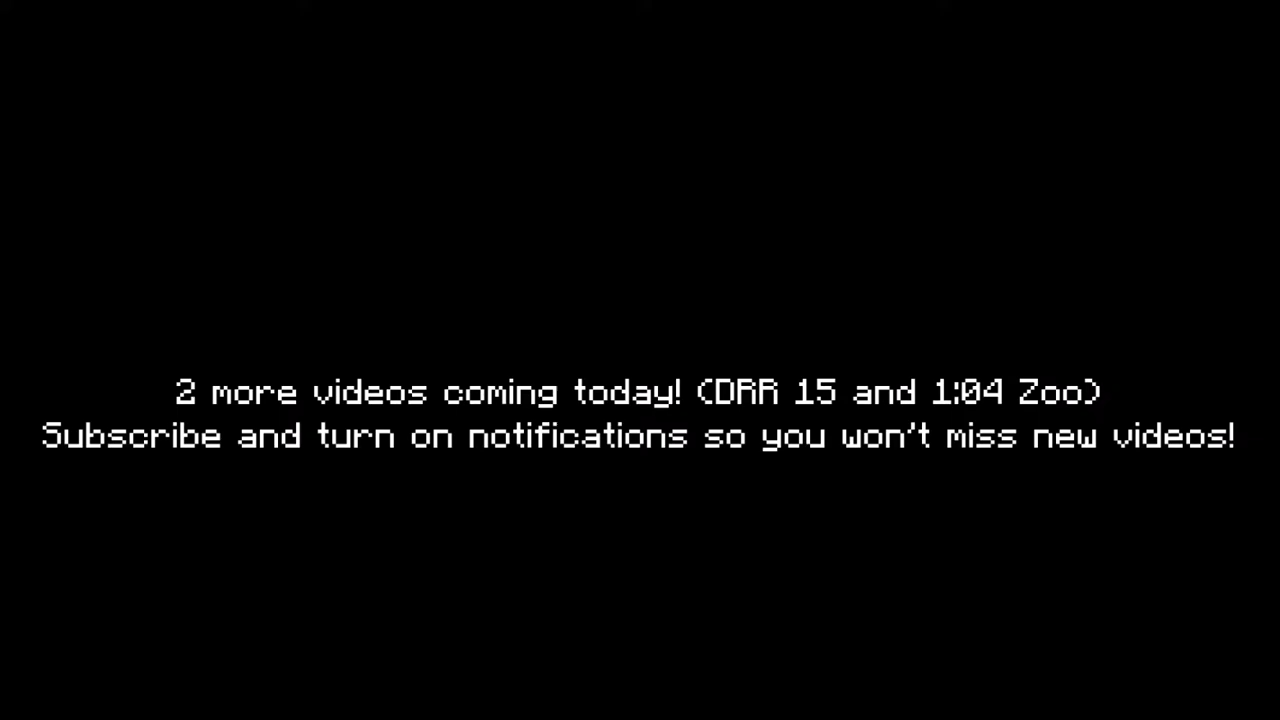 2 more videos coming today! (DRR 15 and 1:04 Zoo)
Subscribe and turn on notifications so you won't miss new videos!